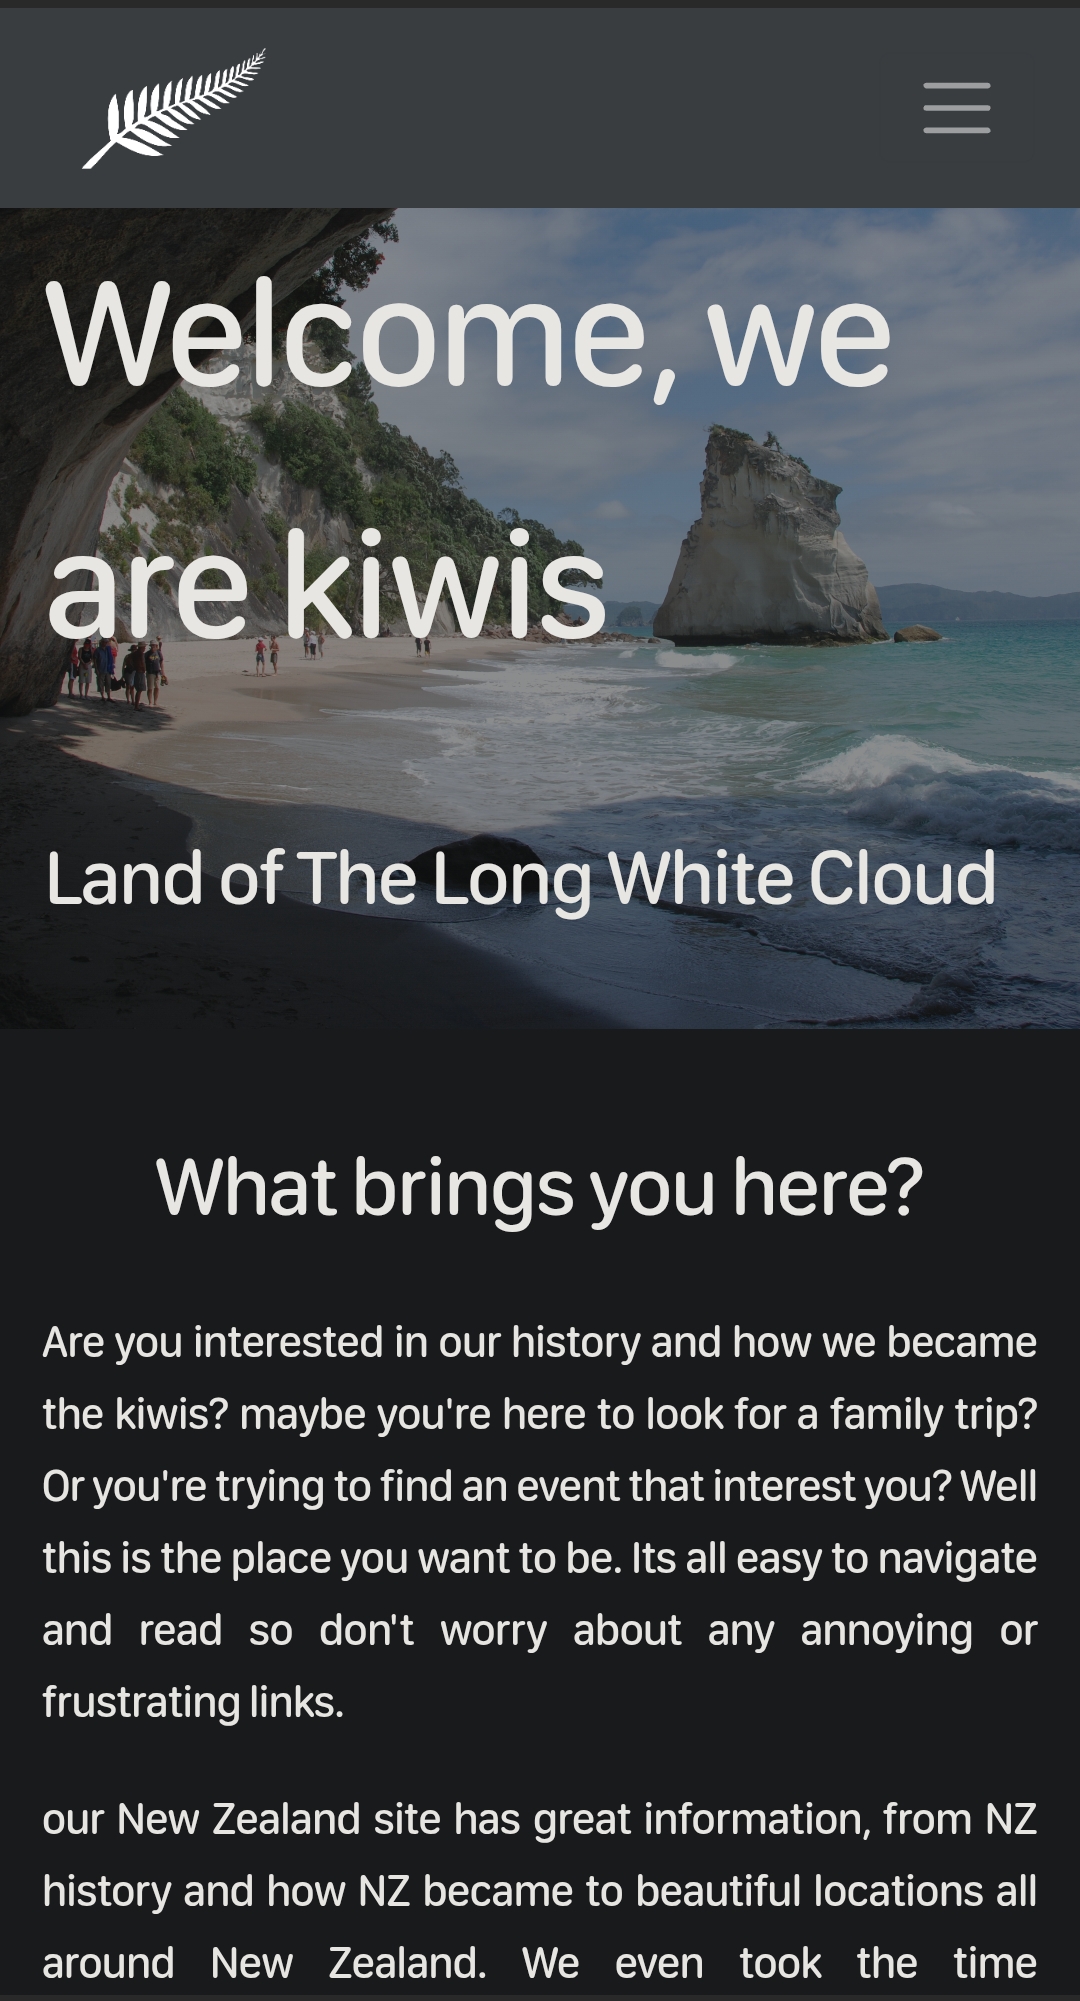 Welcome, we
are kiwis
Land of The Long White Cloud
What brings you here?
Are you interested in our history and how we became
the kiwis? maybe you're here to look for a family trip?
Or you're trying to find an event that interest you? Well
this is the place you want to be. Its all easy to navigate
and read so don't worry about any annoying or
frustrating links.
our New Zealand site has great information, from NZ
history and how NZ became to beautiful locations all
around New Zealand. We even took the time